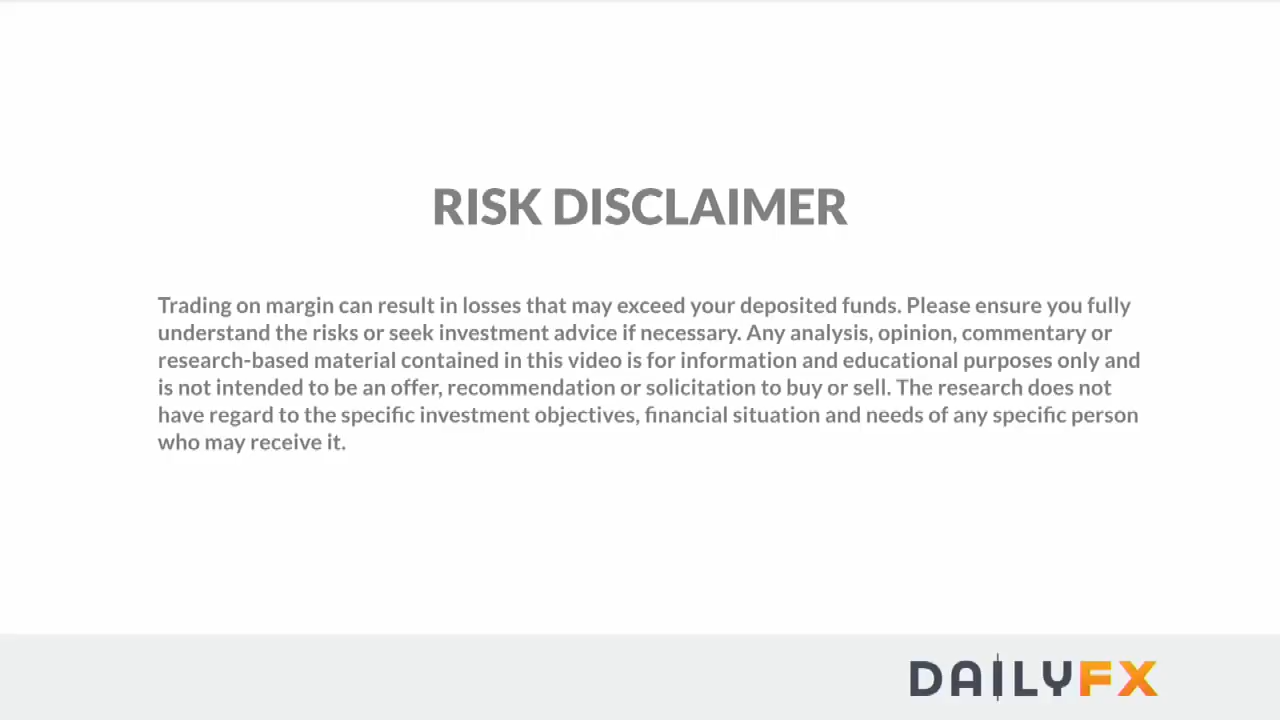 RISK DISCLAIMER
Trading on margin can result in losses that may exceed your deposited funds. Please ensure you fully
understand the risks or seek investment advice if necessary. Any analysis, opinion, commentary or
research-based material contained in this video is for information and educational purposes only and
is not intended to be an offer, recommendation or solicitation to buy or sell. The research does not
have regard to the specific investment objectives, financial situation and needs of any specific person
who may receive it.
DAILYFX